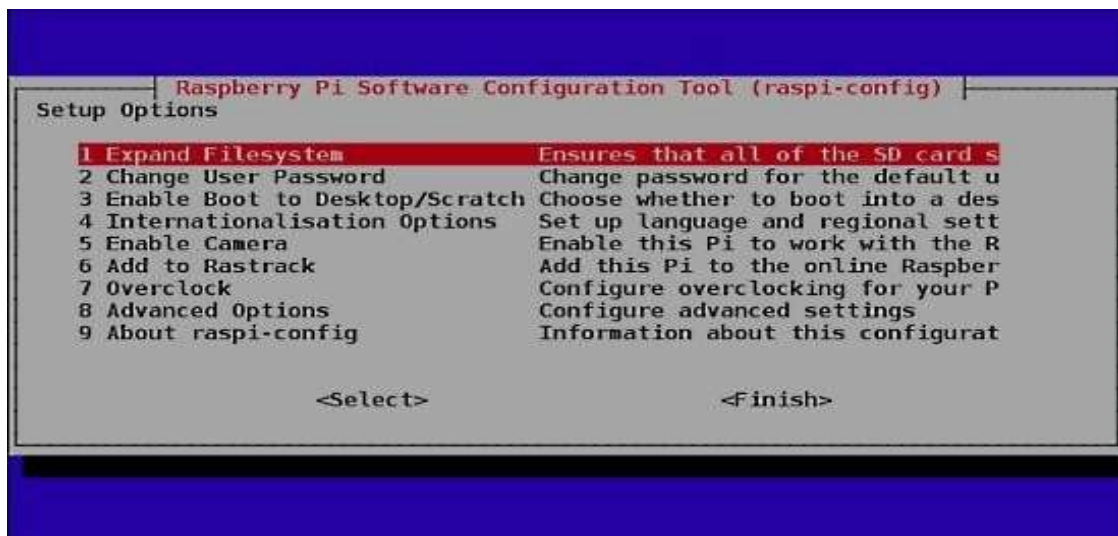 Raspberry Pi Software Configuration Tool (raspi-config)
Setup Options
1 Expand Filesystem Ensures that all of the SD card s
2 Change User Password Change password for the default u
3 Enable Boot to Desktop/Scratch Choose whether to boot into a des
4 Internationalisation Options Set up language and regional sett
5 Enable Camera Enable this Pi to work with the R
6 Add to Rastrack Add this Pi to the online Raspber
7 Overclock Configure overclocking for your P
8 Advanced Options Configure advanced settings
9 About raspi-config Information about this configurat
<Select> <Finish>